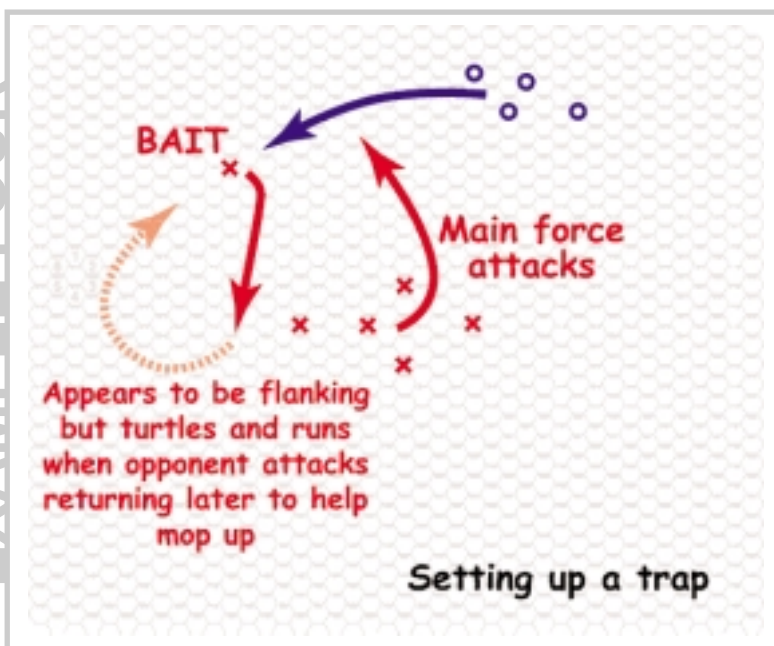 BAIT
Main force
attacks
Appears to be flanking
but turtles and runs
when opponent attacks
returning later to help
mop up
Setting up a trap